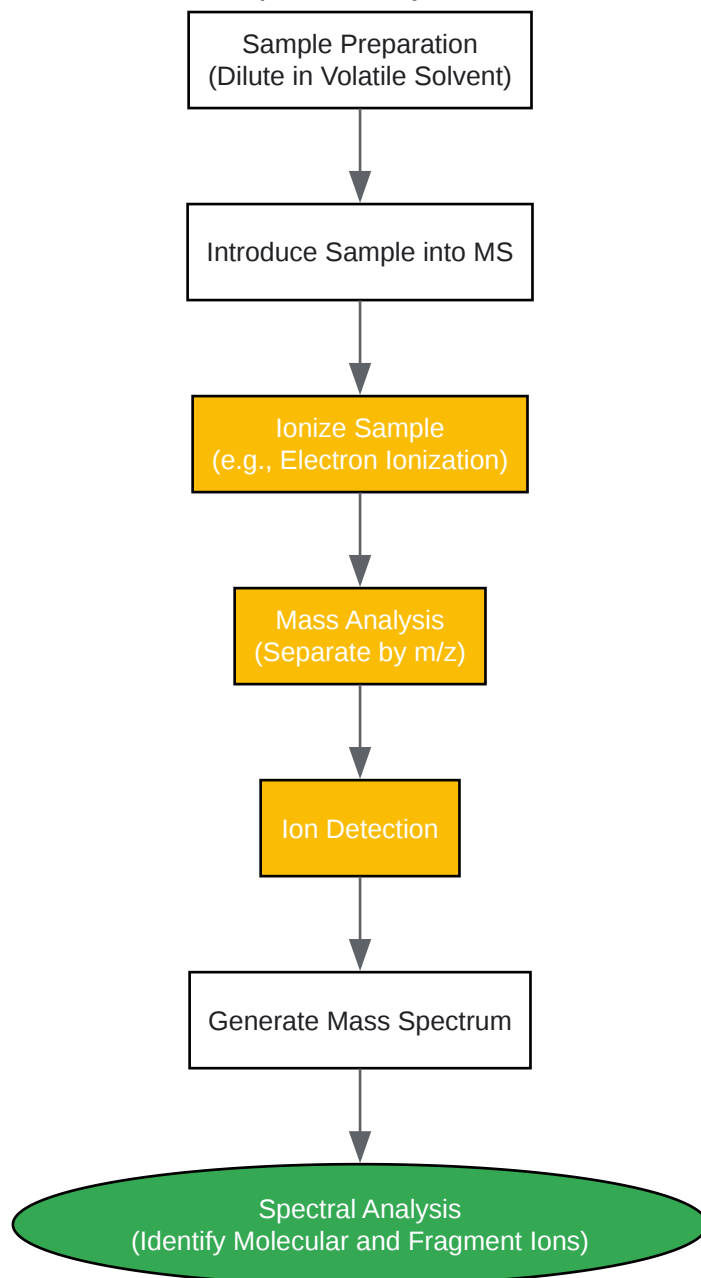 Sample Preparation
(Dilute in Volatile Solvent)
Introduce Sample into MS
Ionize Sample
(e.g., Electron Ionization)
Mass Analysis
(Separate by m/z)
Ion Detection
Generate Mass Spectrum
Spectral Analysis
(Identify Molecular and Fragment Ions)